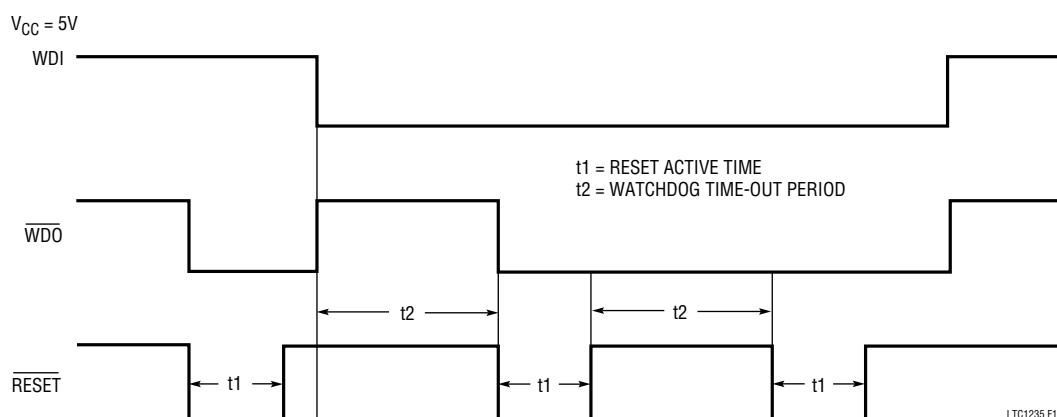 V_CC = 5V
WDI
t1 = RESET ACTIVE TIME
t2 = WATCHDOG TIME-OUT PERIOD
WDO
t2
t2
RESET
t1
t1
t1
LTC1235 F1